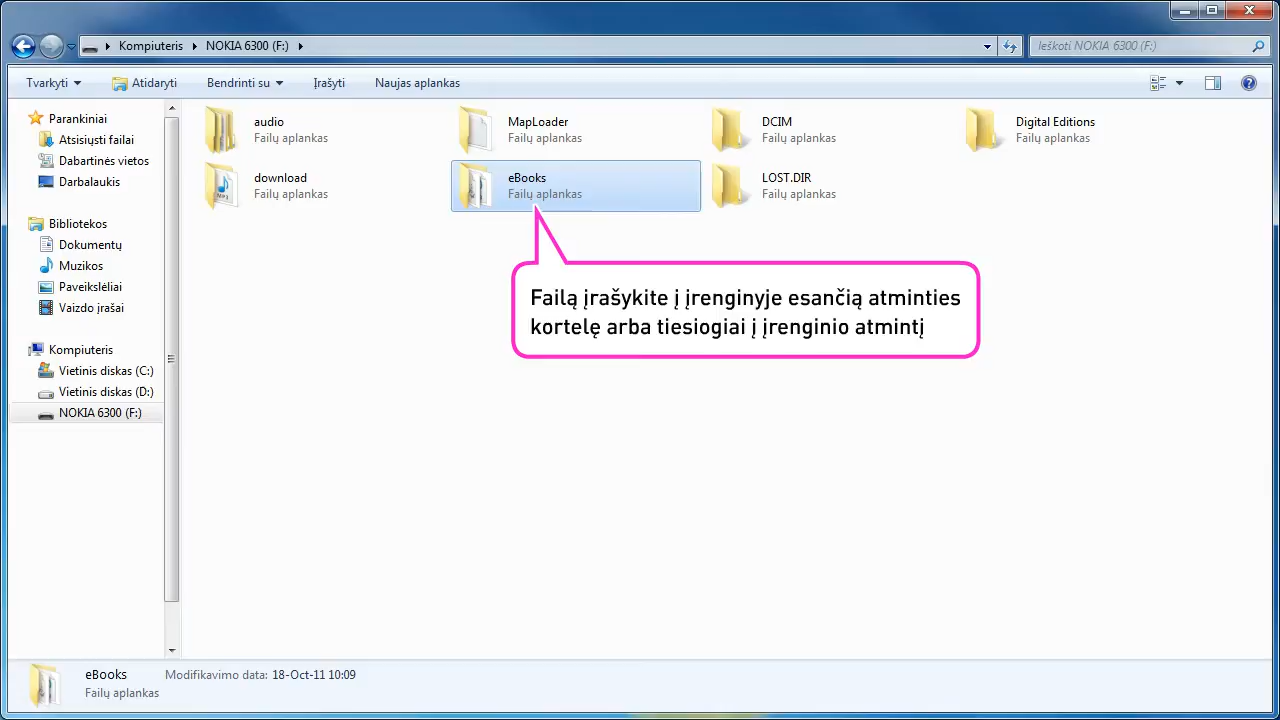 Kompiuteris NOKIA 6300 (F:) Ieškoti NOKIA 6300 (F:)
Tvarkyti Atidaryti Bendrinti su Įrašyti Naujas aplankas
Parankiniai
Atsisiųsti failai
Dabartinės vietos
Darbalaukis
Bibliotekos
Dokumentų
Muzikos
Paveikslėliai
Vaizdo įrašai
Kompiuteris
Vietinis diskas (C:)
Vietinis diskas (D:)
NOKIA 6300 (F:)
audio
Failų aplankas
MapLoader
Failų aplankas
DCIM
Failų aplankas
Digital Editions
Failų aplankas
MP3
download
Failų aplankas
eBooks
Failų aplankas
LOST.DIR
Failų aplankas
Failą įrašykite į įrenginyje esančią atminties
kortelę arba tiesiogiai į įrenginio atmintį
eBooks Modifikavimo data: 18-Oct-11 10:09
Failų aplankas